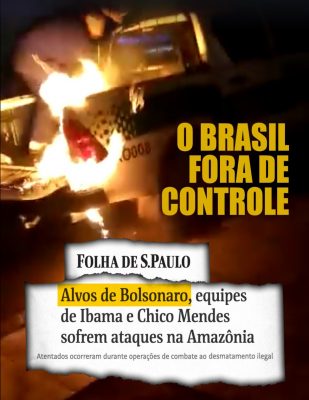 O BRASIL
FORA DE
CONTROLE
FOLHA DE S.PAULO
Alvos de Bolsonaro, equipes
de Ibama e Chico Mendes
sofrem ataques na Amazônia
Atentados ocorreram durante operações de combate ao desmatamento ilegal